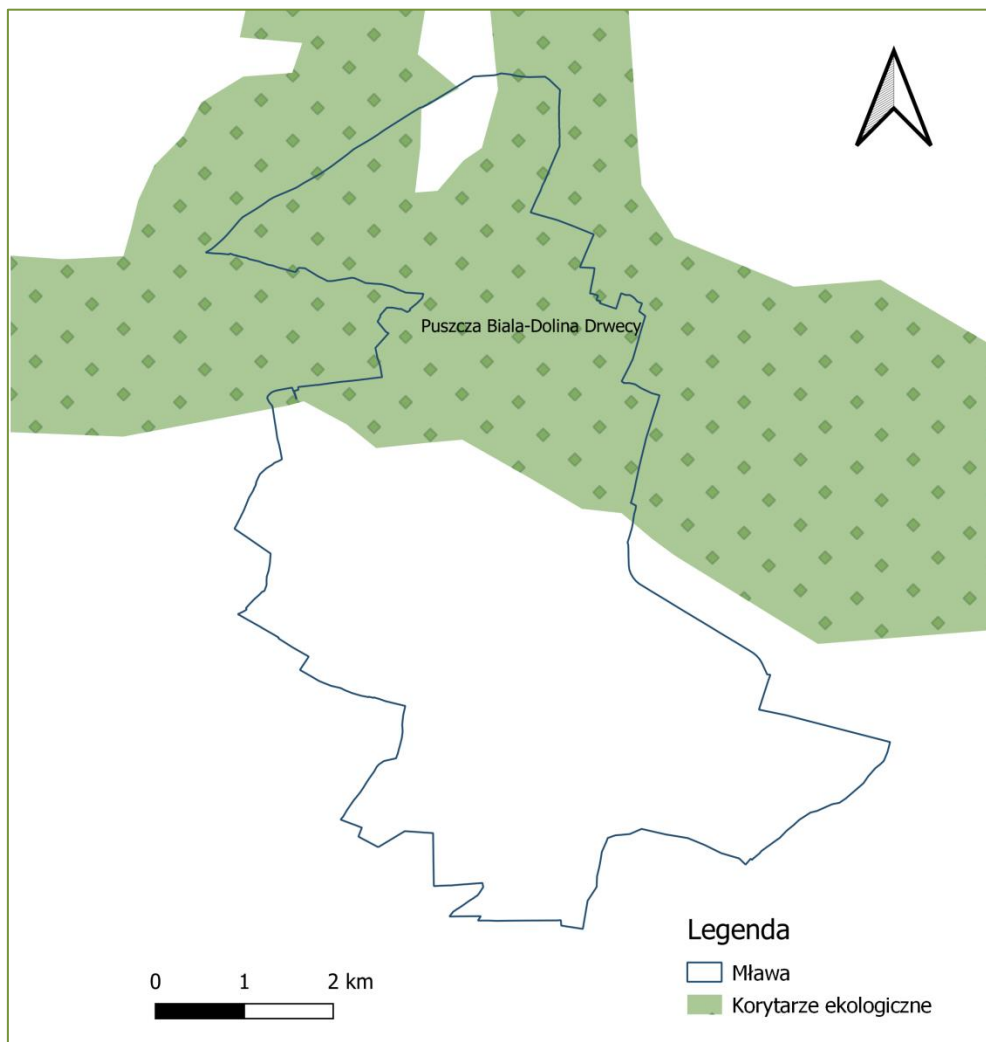 Puszcza Biala-Dolina Drwecy
Legenda
Mława
Korytarze ekologiczne
0 1 2 km